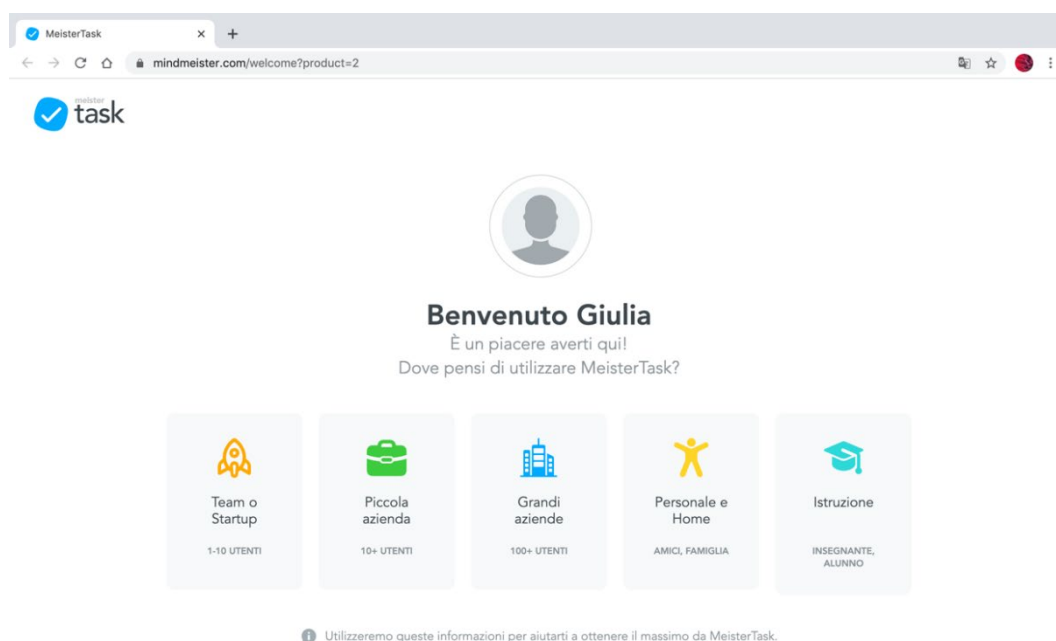 MeisterTask
mindmeister.com/welcome?product=2
meister
task
Benvenuto Giulia
È un piacere averti qui!
Dove pensi di utilizzare MeisterTask?
Team o
Startup
1-10 UTENTI
Piccola
azienda
10+ UTENTI
Grandi
aziende
100+ UTENTI
Personale e
Home
AMICI, FAMIGLIA
Istruzione
INSEGNANTE,
ALUNNO
Utilizzeremo queste informazioni per aiutarti a ottenere il massimo da MeisterTask.